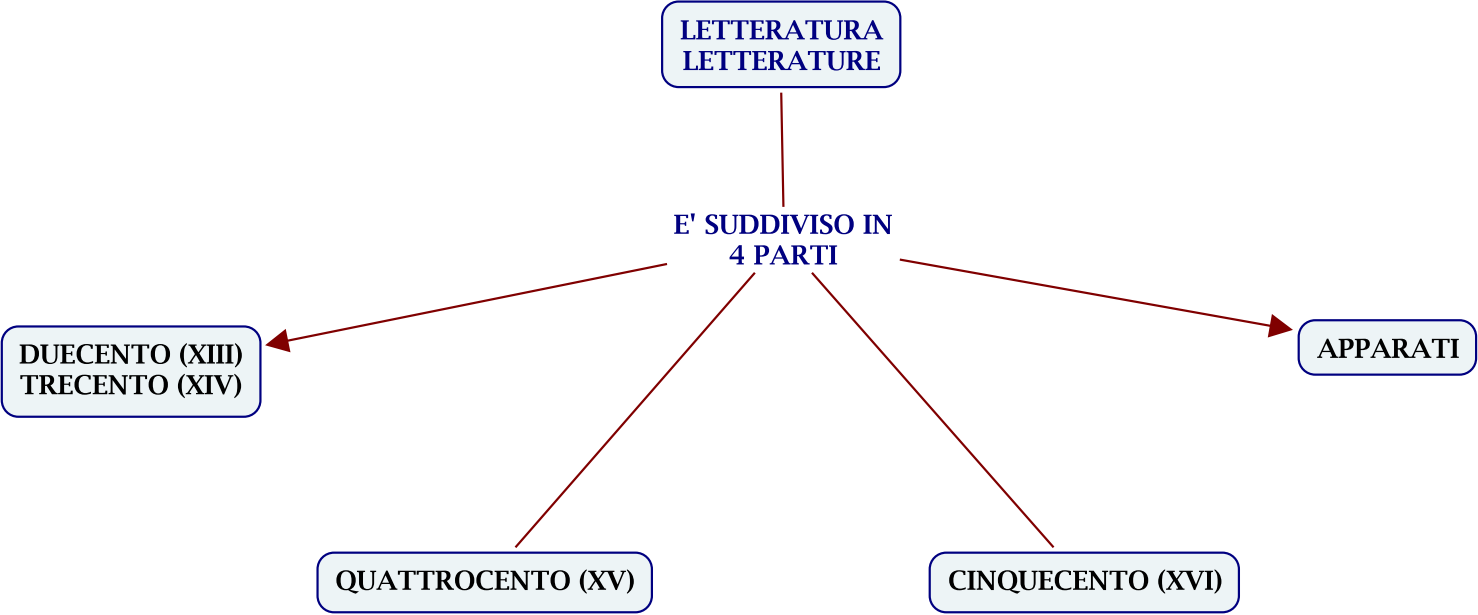 LETTERATURA
LETTERATURE
E' SUDDIVISO IN
4 PARTI
DUECENTO (XIII)
TRECENTO (XIV)
APPARATI
QUATTROCENTO (XV)
CINQUECENTO (XVI)